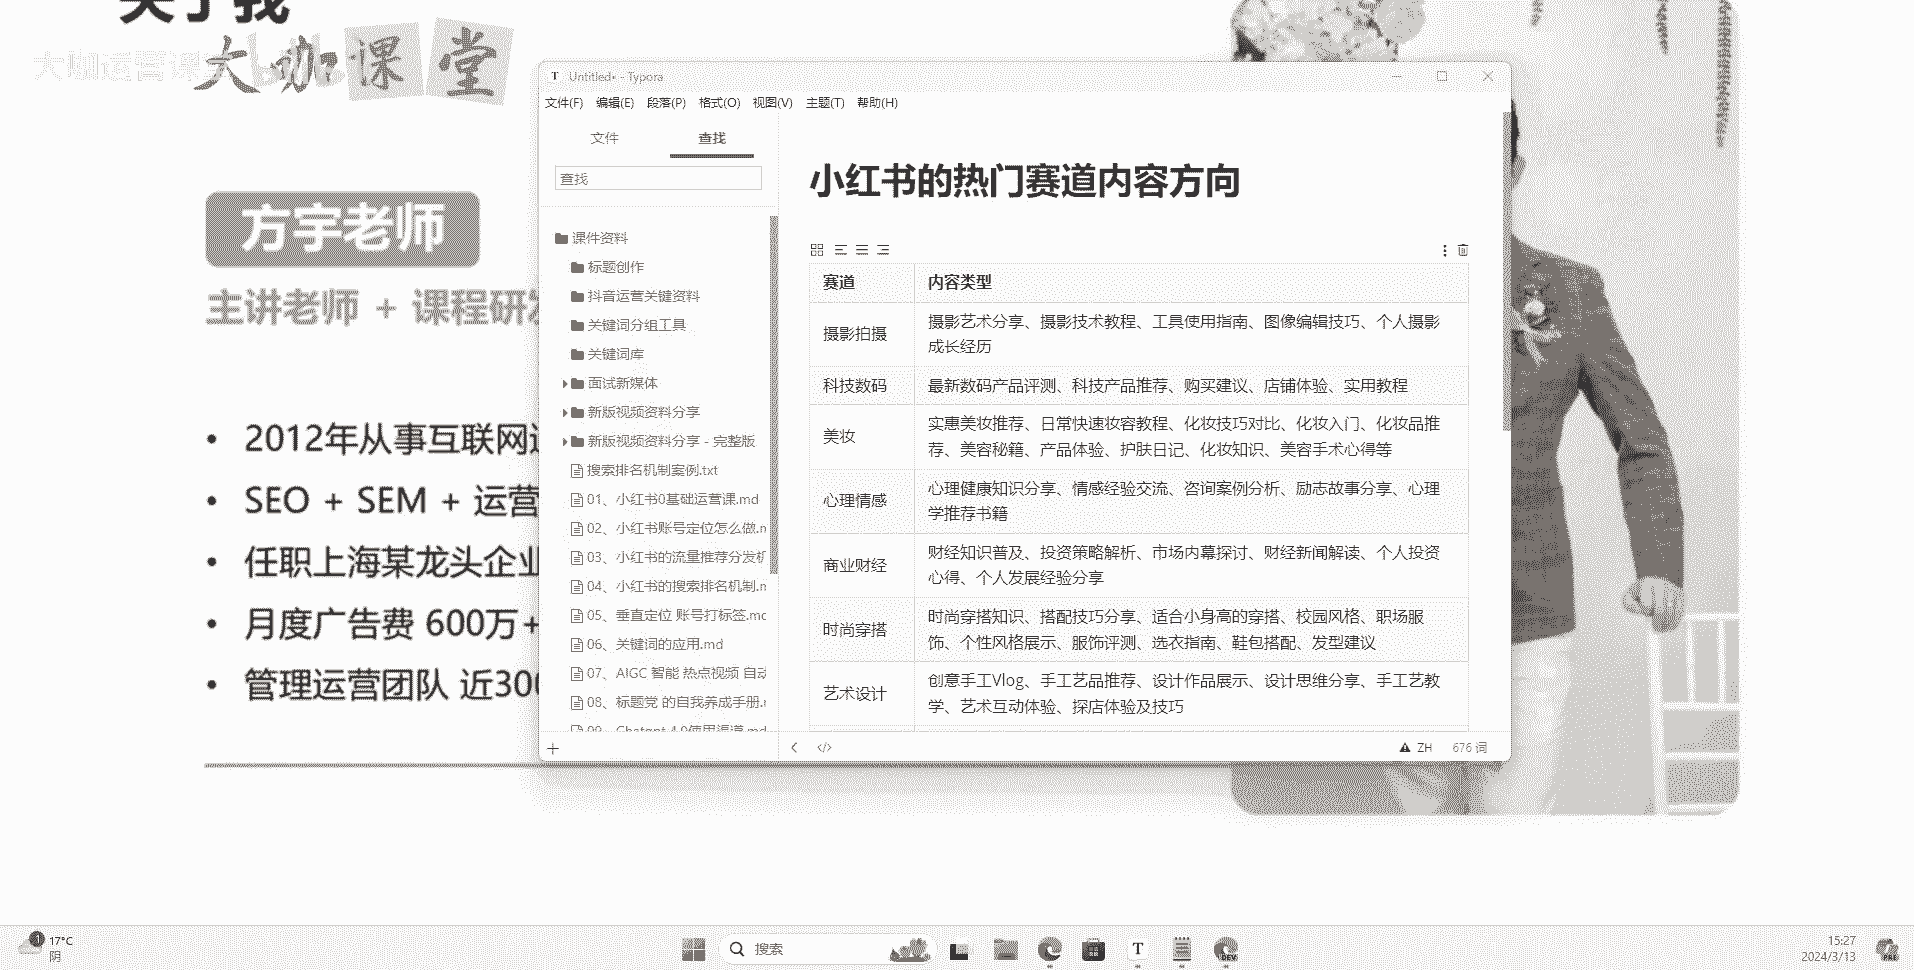 关于我
大咖运营课堂
大咖课堂
方宇老师
主讲老师 + 课程研发
• 2012年从事互联网
• SEO + SEM + 运营
• 任职上海某龙头企业
• 月度广告费 600万+
• 管理运营团队 近300
Untitled• - Typora
文件(F) 编辑(E) 段落(P) 格式(O) 视图(V) 主题(T) 帮助(H)
文件 查找
查找
课件资料
标题创作
抖音运营关键资料
关键词分组工具
关键词库
面试新媒体
新版视频资料分享
新版视频资料分享 - 完整版
搜索排名机制案例.txt
01、小红书0基础运营课.md
02、小红书账号定位怎么做.m
03、小红书的流量推荐分发机
04、小红书的搜索排名机制.m
05、垂直定位 账号打标签.mc
06、关键词的应用.md
07、AIGC 智能 热点视频 自动
08、标题党 的自我养成手册.r
09、Chatgpt 4.0使用渠道.md
小红书的热门赛道内容方向
赛道 内容类型
摄影拍摄 摄影艺术分享、摄影技术教程、工具使用指南、图像编辑技巧、个人摄影
成长经历
科技数码 最新数码产品评测、科技产品推荐、购买建议、店铺体验、实用教程
美妆 实惠美妆推荐、日常快速妆容教程、化妆技巧对比、化妆入门、化妆品推
荐、美容秘籍、产品体验、护肤日记、化妆知识、美容手术心得等
心理情感 心理健康知识分享、情感经验交流、咨询案例分析、励志故事分享、心理
学推荐书籍
商业财经 财经知识普及、投资策略解析、市场内幕探讨、财经新闻解读、个人投资
心得、个人发展经验分享
时尚穿搭 时尚穿搭知识、搭配技巧分享、适合小身高的穿搭、校园风格、职场服
饰、个性风格展示、服饰评测、选衣指南、鞋包搭配、发型建议
艺术设计 创意手工Vlog、手工艺品推荐、设计作品展示、设计思维分享、手工艺教
学、艺术互动体验、探店体验及技巧
ZH 676 词
17°C
阴
搜索
15:27
2024/3/13